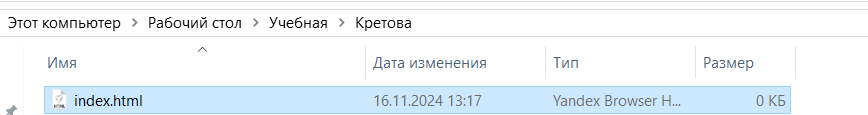 Этот компьютер > Рабочий стол > Учебная > Кретова
Имя Дата изменения Тип Размер
index.html 16.11.2024 13:17 Yandex Browser H... 0 КБ